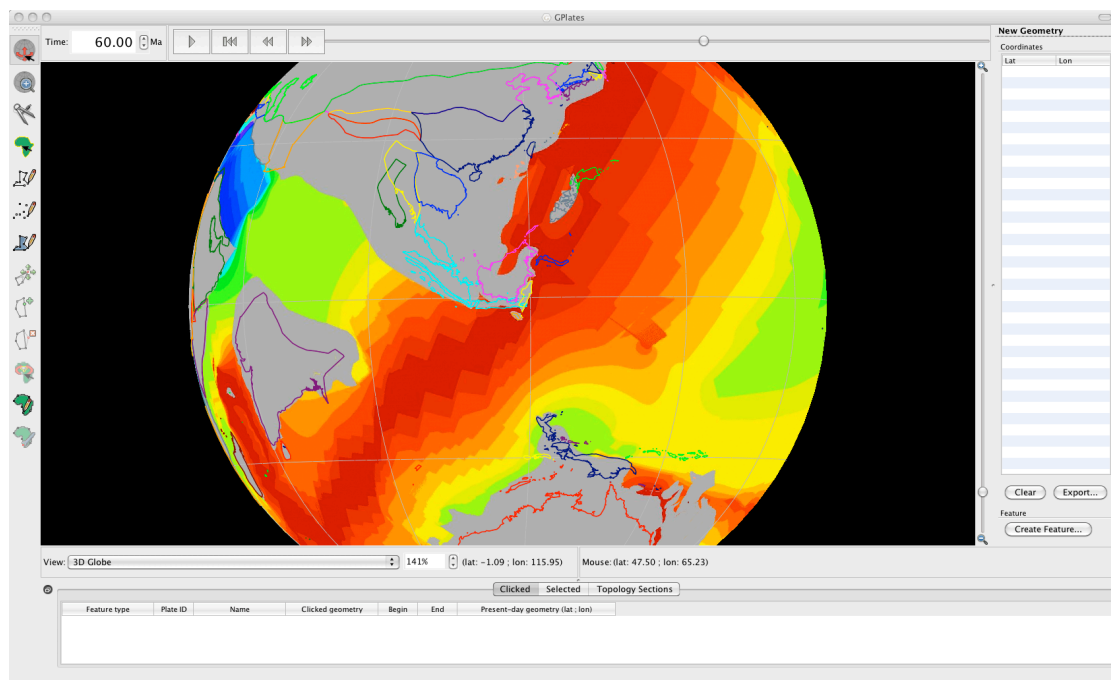 GPlates
Time: 60.00 Ma
New Geometry
Coordinates
Lat Lon
Clear Export...
Feature
Create Feature...
View: 3D Globe 141% (lat: -1.09 ; lon: 115.95) Mouse: (lat: 47.50 ; lon: 65.23)
Clicked Selected Topology Sections
Feature type Plate ID Name Clicked geometry Begin End Present-day geometry (lat ; lon)